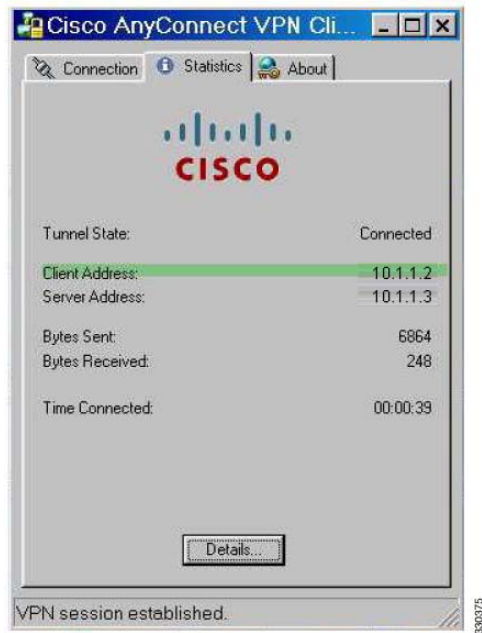 Cisco AnyConnect VPN Cli...
Connection Statistics About
CISCO
Tunnel State: Connected
Client Address: 10.1.1.2
Server Address: 10.1.1.3
Bytes Sent: 6864
Bytes Received: 248
Time Connected: 00:00:39
Details...
VPN session established.
330375